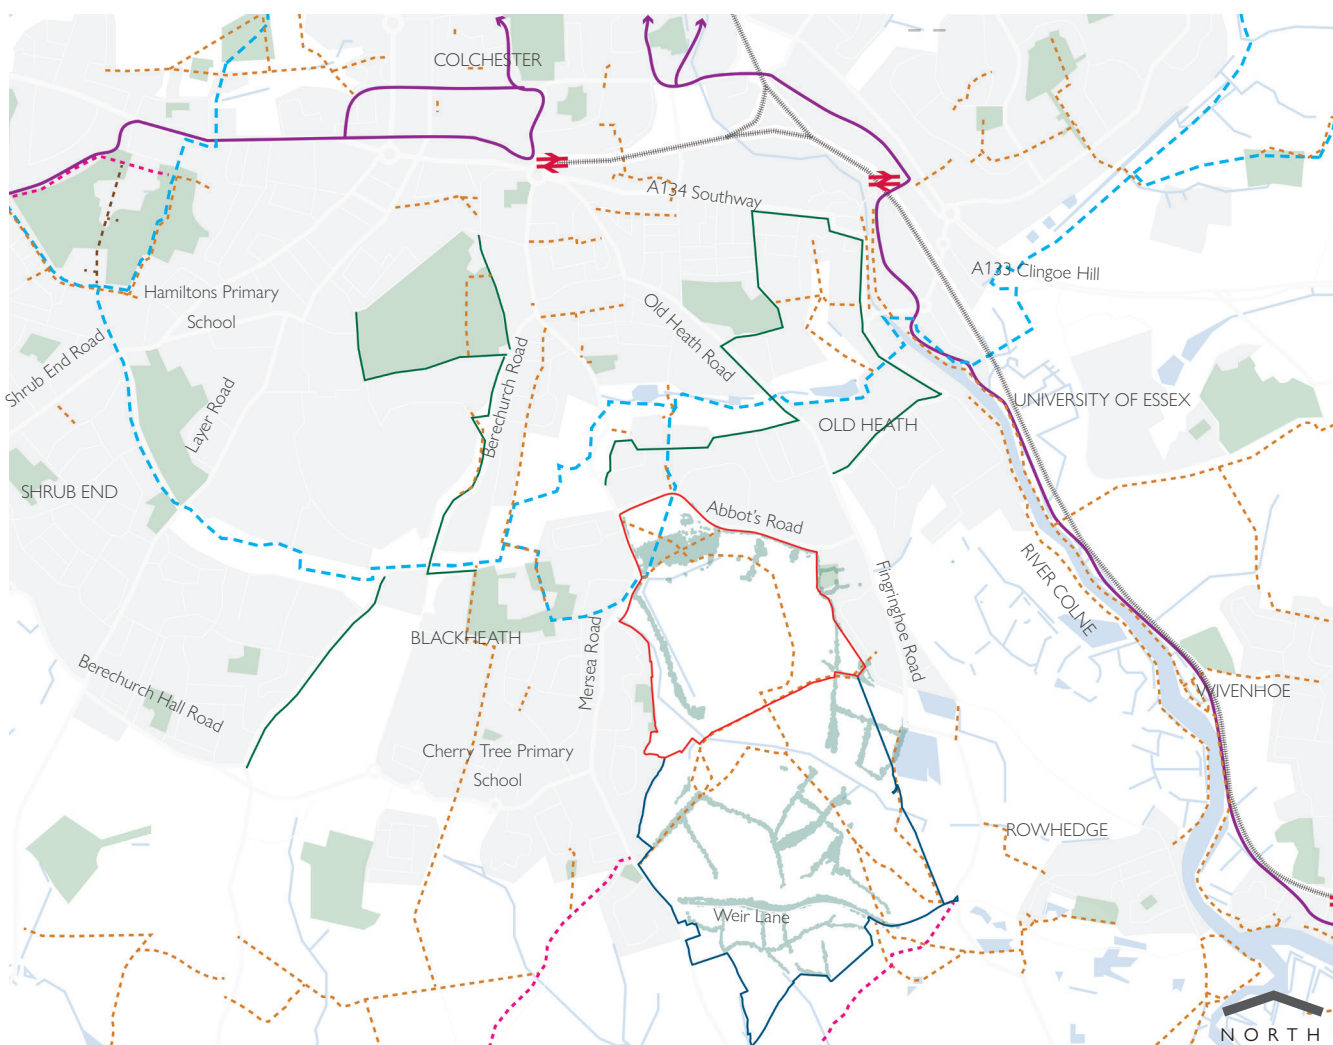 COLCHESTER
A134 Southway
A133 Clingoe Hill
Hamiltons Primary
School
Old Heath Road
Shrub End Road
Berechurch Road
Layer Road
UNIVERSITY OF ESSEX
OLD HEATH
SHRUB END
Abbot's Road
RIVER COLNE
Fingringhoe Road
BLACKHEATH
Mersea Road
Berechurch Hall Road
WIVENHOE
Cherry Tree Primary
School
ROWHEDGE
Weir Lane
NORTH